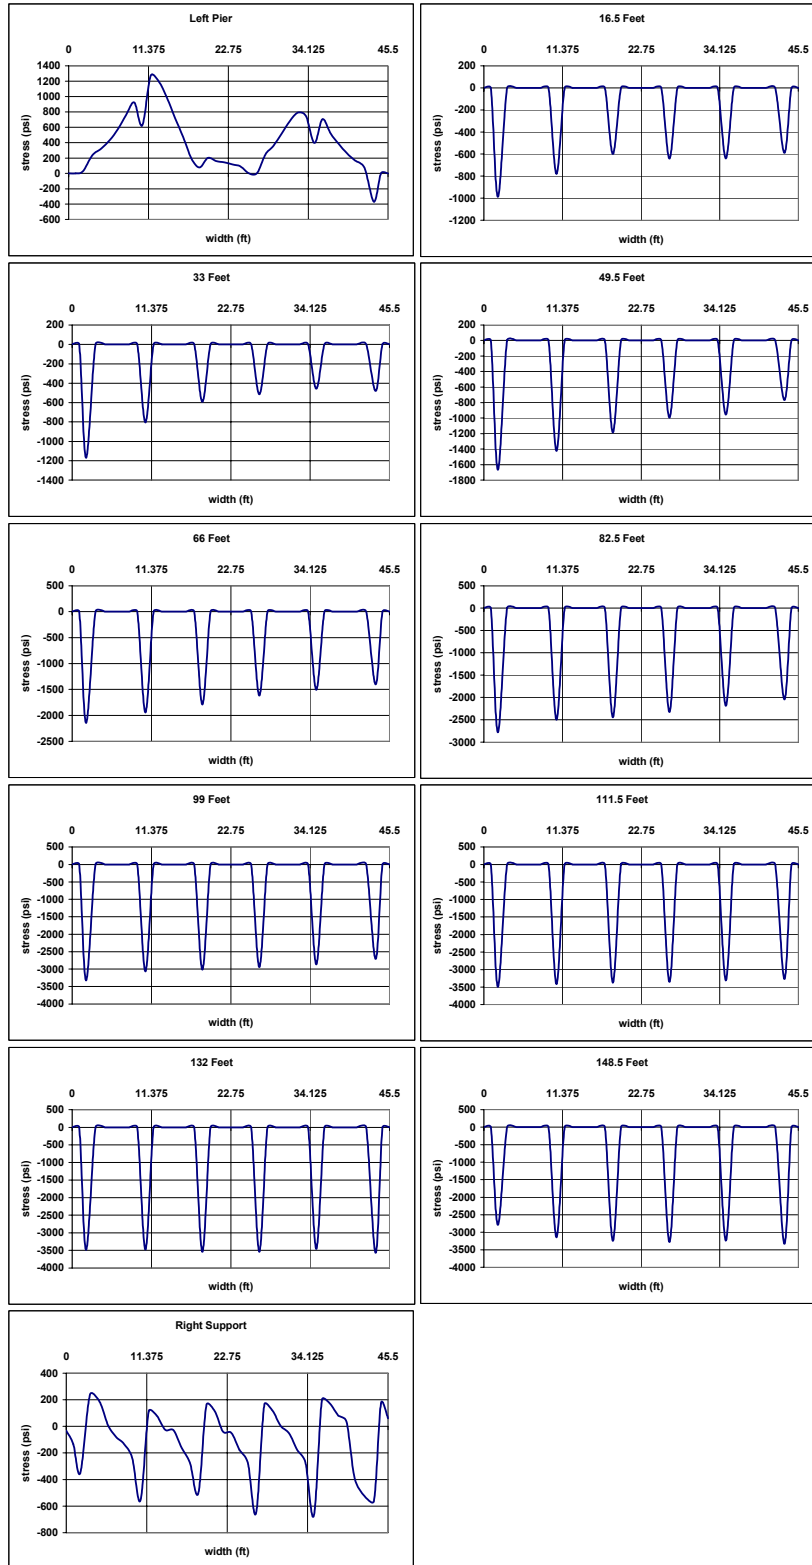 Left Pier
0 11.375 22.75 34.125 45.5
1400
1200
1000
800
600
400
200
0
-200
-400
-600
stress (psi)
width (ft)
16.5 Feet
0 11.375 22.75 34.125 45.5
200
0
-200
-400
-600
-800
-1000
-1200
stress (psi)
width (ft)
33 Feet
0 11.375 22.75 34.125 45.5
200
0
-200
-400
-600
-800
-1000
-1200
-1400
stress (psi)
width (ft)
49.5 Feet
0 11.375 22.75 34.125 45.5
200
0
-200
-400
-600
-800
-1000
-1200
-1400
-1600
-1800
stress (psi)
width (ft)
66 Feet
0 11.375 22.75 34.125 45.5
500
0
-500
-1000
-1500
-2000
-2500
stress (psi)
width (ft)
82.5 Feet
0 11.375 22.75 34.125 45.5
500
0
-500
-1000
-1500
-2000
-2500
-3000
stress (psi)
width (ft)
99 Feet
0 11.375 22.75 34.125 45.5
500
0
-500
-1000
-1500
-2000
-2500
-3000
-3500
-4000
stress (psi)
width (ft)
111.5 Feet
0 11.375 22.75 34.125 45.5
500
0
-500
-1000
-1500
-2000
-2500
-3000
-3500
-4000
stress (psi)
width (ft)
132 Feet
0 11.375 22.75 34.125 45.5
500
0
-500
-1000
-1500
-2000
-2500
-3000
-3500
-4000
stress (psi)
width (ft)
148.5 Feet
0 11.375 22.75 34.125 45.5
500
0
-500
-1000
-1500
-2000
-2500
-3000
-3500
-4000
stress (psi)
width (ft)
Right Support
0 11.375 22.75 34.125 45.5
400
200
0
-200
-400
-600
-800
stress (psi)
width (ft)